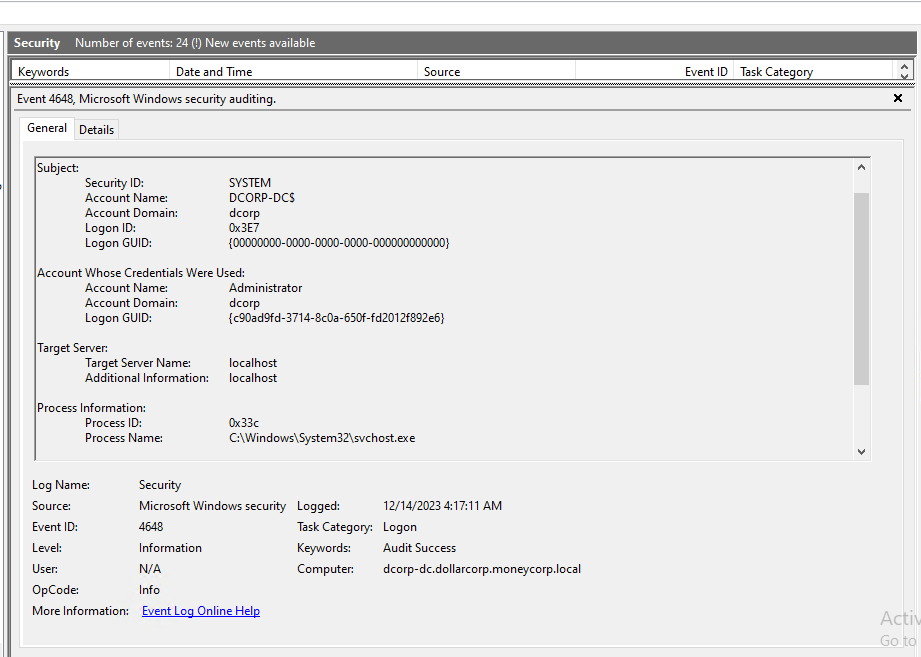 Security Number of events: 24 (!) New events available
Keywords Date and Time Source Event ID Task Category
Event 4648, Microsoft Windows security auditing.
General Details
Subject:
Security ID: SYSTEM
Account Name: DCORP-DC$
Account Domain: dcorp
Logon ID: 0x3E7
Logon GUID: {00000000-0000-0000-0000-000000000000}
Account Whose Credentials Were Used:
Account Name: Administrator
Account Domain: dcorp
Logon GUID: {c90ad9fd-3714-8c0a-650f-fd2012f892e6}
Target Server:
Target Server Name: localhost
Additional Information: localhost
Process Information:
Process ID: 0x33c
Process Name: C:\Windows\System32\svchost.exe
Log Name: Security
Source: Microsoft Windows security Logged: 12/14/2023 4:17:11 AM
Event ID: 4648 Task Category: Logon
Level: Information Keywords: Audit Success
User: N/A Computer: dcorp-dc.dollarcorp.moneycorp.local
OpCode: Info
More Information: Event Log Online Help
Activ
Go to